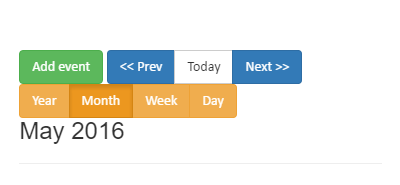 Add event << Prev Today Next >>
Year Month Week Day
May 2016